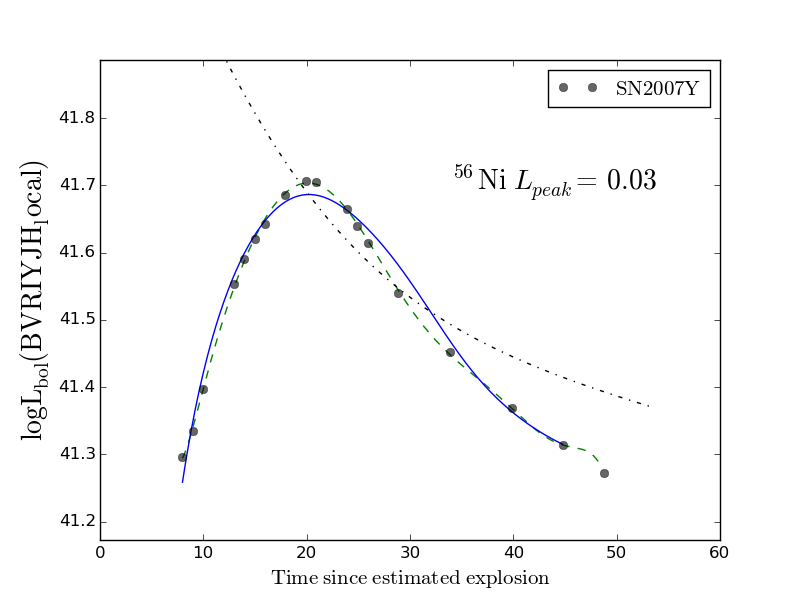 SN2007Y
⁵⁶Ni L_peak = 0.03
41.8
41.7
41.6
41.5
41.4
41.3
41.2
logL_bol(BVRIYJH_local)
0 10 20 30 40 50 60
Time since estimated explosion